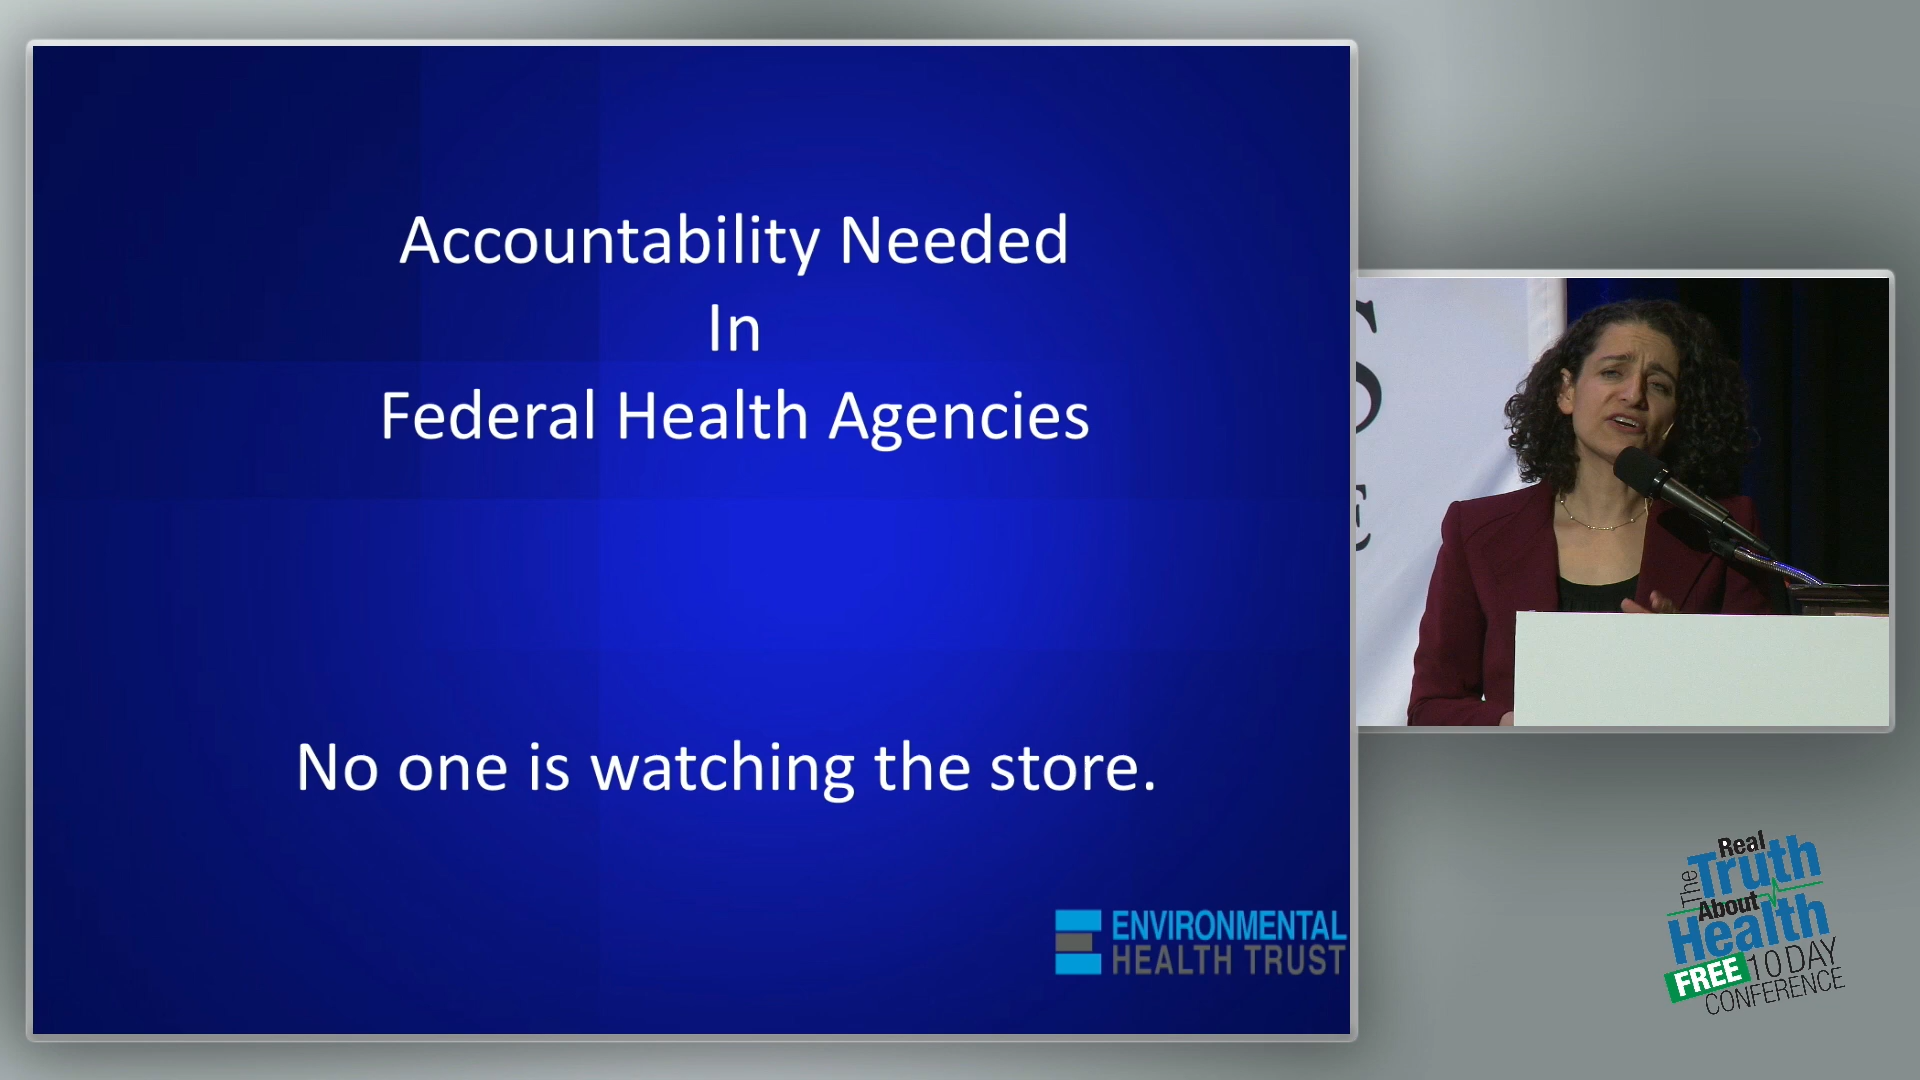 Accountability Needed
In
Federal Health Agencies
No one is watching the store.
ENVIRONMENTAL
HEALTH TRUST
S
E
The Real
Truth
About
Health
FREE 10 DAY
CONFERENCE